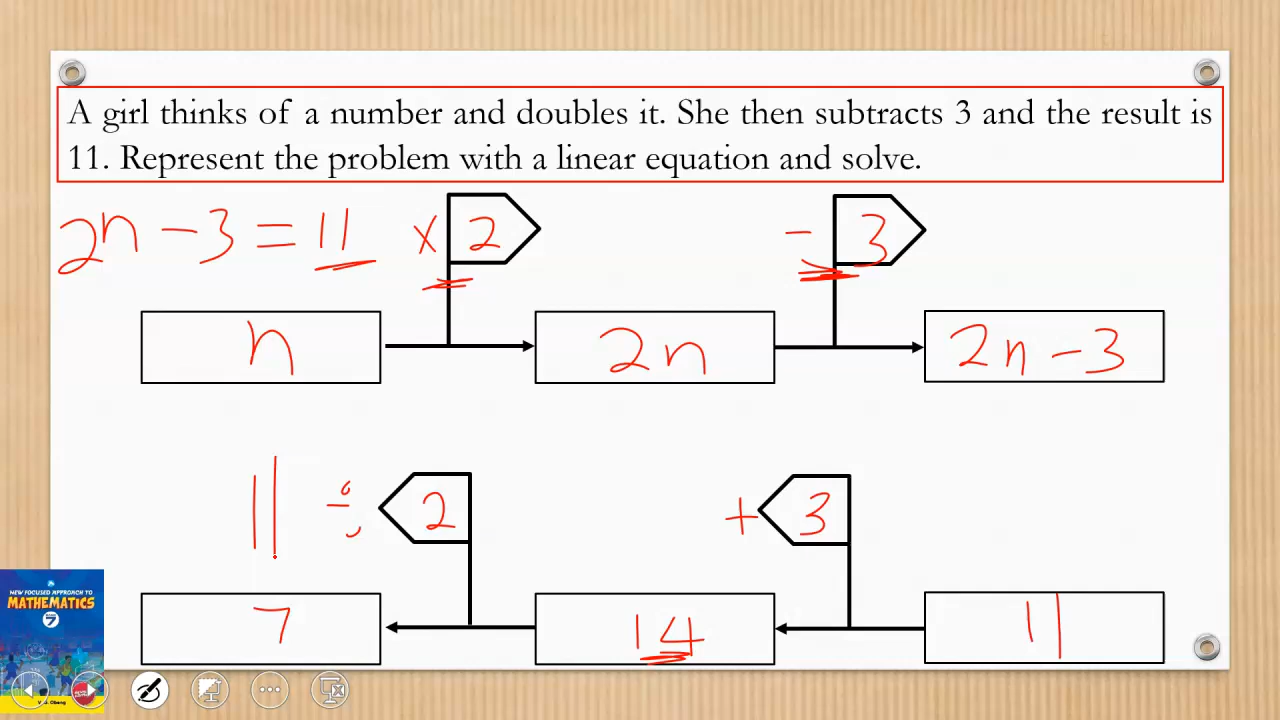 A girl thinks of a number and doubles it. She then subtracts 3 and the result is
11. Represent the problem with a linear equation and solve.
2n - 3 = 11
× 2
- 3
n
2n
2n - 3
11
÷ 2
+ 3
7
14
11
NEW FOCUSED APPROACH TO
MATHEMATICS
7